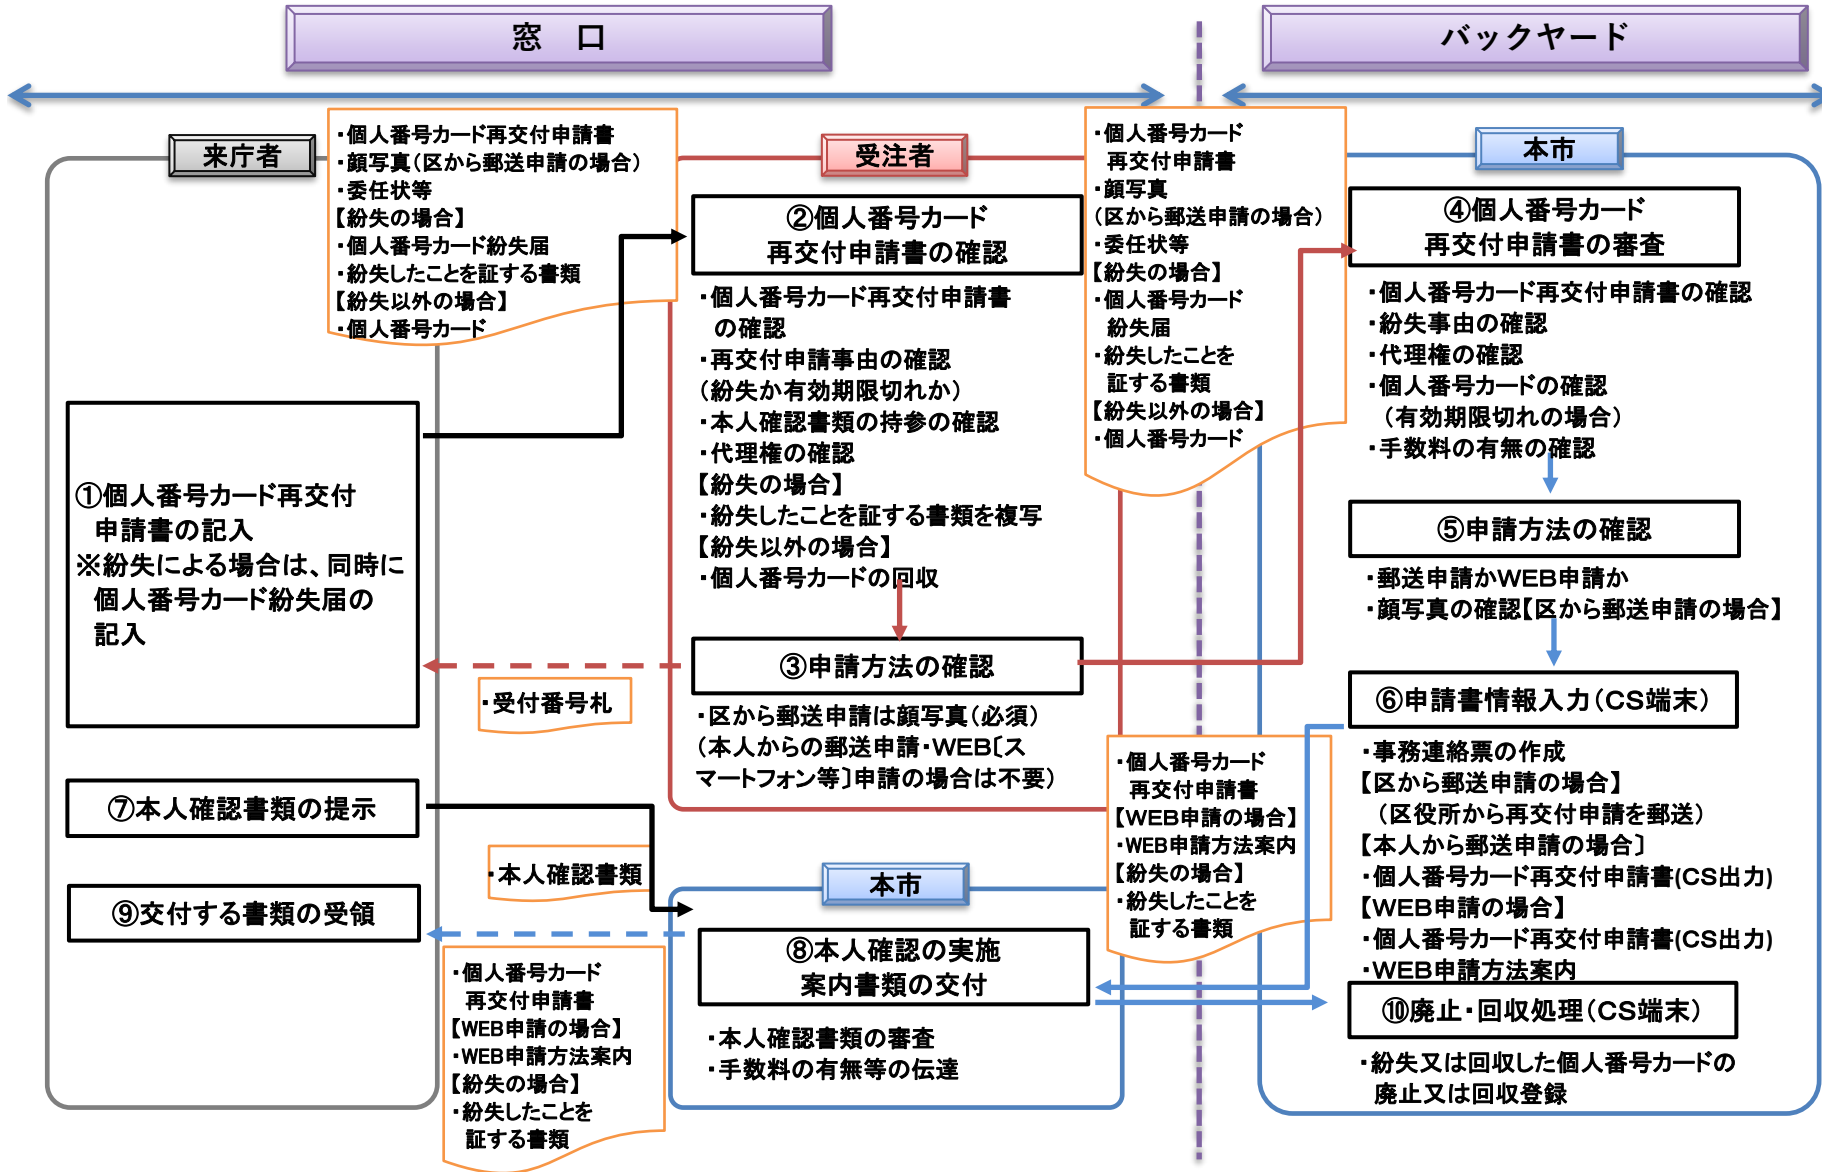 窓　口
バックヤード
来庁者
①個人番号カード再交付
申請書の記入
※紛失による場合は、同時に
個人番号カード紛失届の
記入
⑦本人確認書類の提示
⑨交付する書類の受領
・個人番号カード再交付申請書
・顔写真（区から郵送申請の場合）
・委任状等
【紛失の場合】
・個人番号カード紛失届
・紛失したことを証する書類
【紛失以外の場合】
・個人番号カード
受注者
②個人番号カード
再交付申請書の確認
・個人番号カード再交付申請書
の確認
・再交付申請事由の確認
（紛失か有効期限切れか）
・本人確認書類の持参の確認
・代理権の確認
【紛失の場合】
・紛失したことを証する書類を複写
【紛失以外の場合】
・個人番号カードの回収
③申請方法の確認
・区から郵送申請は顔写真（必須）
（本人からの郵送申請・WEB〔ス
マートフォン等〕申請の場合は不要）
・受付番号札
・本人確認書類
本市
⑧本人確認の実施
案内書類の交付
・本人確認書類の審査
・手数料の有無等の伝達
・個人番号カード
再交付申請書
【WEB申請の場合】
・WEB申請方法案内
【紛失の場合】
・紛失したことを
証する書類
・個人番号カード
再交付申請書
・顔写真
（区から郵送申請の場合）
・委任状等
【紛失の場合】
・個人番号カード
紛失届
・紛失したことを
証する書類
【紛失以外の場合】
・個人番号カード
・個人番号カード
再交付申請書
【WEB申請の場合】
・WEB申請方法案内
【紛失の場合】
・紛失したことを
証する書類
本市
④個人番号カード
再交付申請書の審査
・個人番号カード再交付申請書の確認
・紛失事由の確認
・代理権の確認
・個人番号カードの確認
（有効期限切れの場合）
・手数料の有無の確認
⑤申請方法の確認
・郵送申請かWEB申請か
・顔写真の確認【区から郵送申請の場合】
⑥申請書情報入力（CS端末）
・事務連絡票の作成
【区から郵送申請の場合】
（区役所から再交付申請を郵送）
【本人から郵送申請の場合〕
・個人番号カード再交付申請書(CS出力)
【WEB申請の場合】
・個人番号カード再交付申請書(CS出力)
・WEB申請方法案内
⑩廃止・回収処理（CS端末）
・紛失又は回収した個人番号カードの
廃止又は回収登録